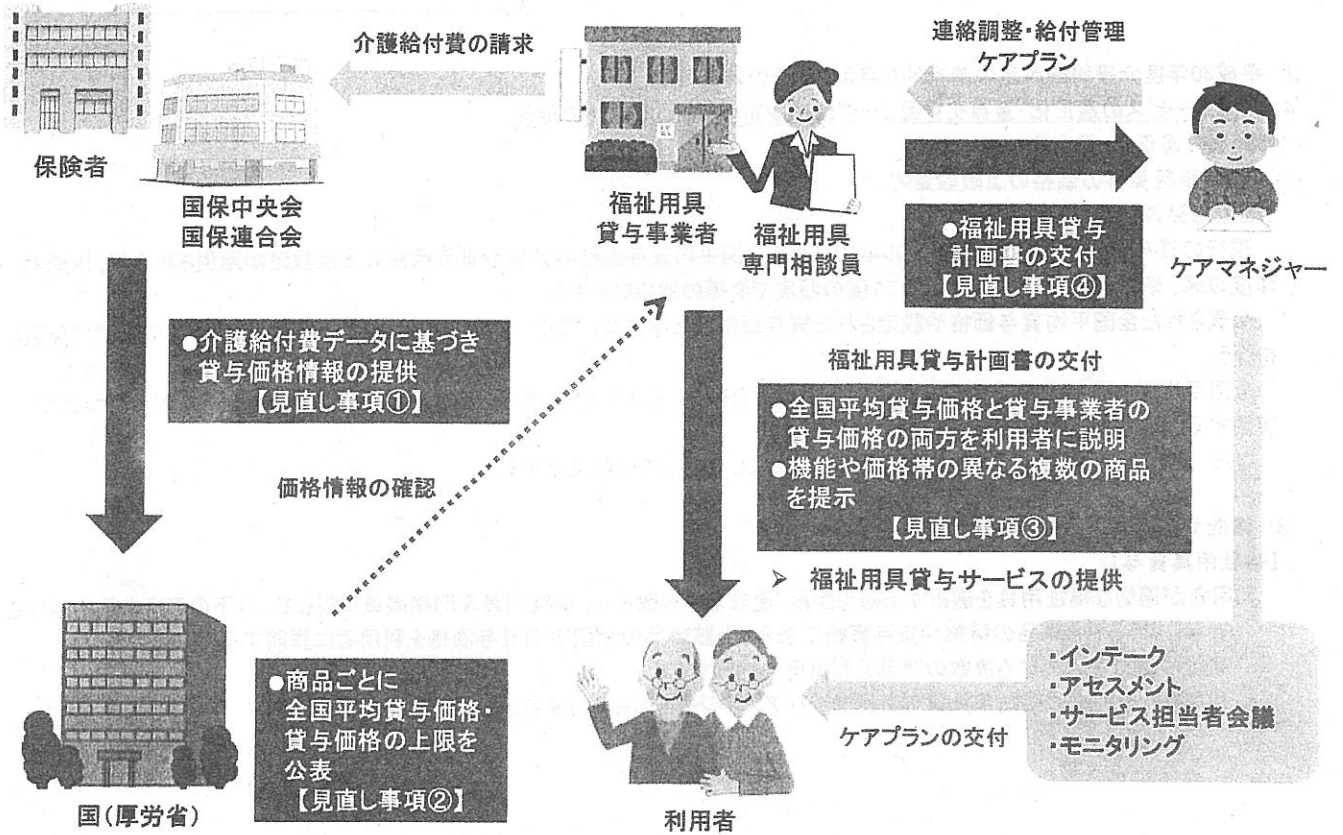 介護給付費の請求
連絡調整・給付管理
ケアプラン
保険者
国保中央会
国保連合会
福祉用具
貸与事業者
福祉用具
専門相談員
ケアマネジャー
●福祉用具貸与
計画書の交付
【見直し事項④】
●介護給付費データに基づき
貸与価格情報の提供
【見直し事項①】
福祉用具貸与計画書の交付
●全国平均貸与価格と貸与事業者の
貸与価格の両方を利用者に説明
●機能や価格帯の異なる複数の商品
を提示
【見直し事項③】
価格情報の確認
➢ 福祉用具貸与サービスの提供
●商品ごとに
全国平均貸与価格・
貸与価格の上限を
公表
【見直し事項②】
・インテーク
・アセスメント
・サービス担当者会議
・モニタリング
ケアプランの交付
国(厚労省)
利用者